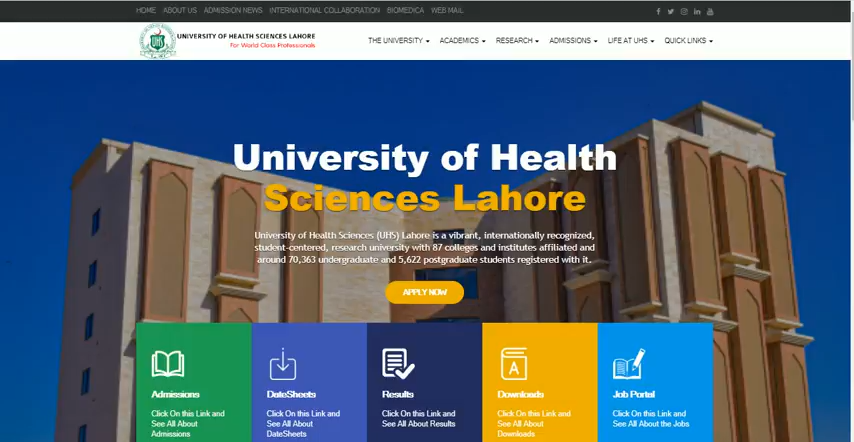 HOME ABOUT US ADMISSION NEWS INTERNATIONAL COLLABORATION BIOMEDICA WEB MAIL
UHS
UNIVERSITY OF HEALTH SCIENCES LAHORE
For World Class Professionals
THE UNIVERSITY ACADEMICS RESEARCH ADMISSIONS LIFE AT UHS QUICK LINKS
University of Health
Sciences Lahore
University of Health Sciences (UHS) Lahore is a vibrant, internationally recognized,
student-centered, research university with 87 colleges and institutes affiliated and
around 70,363 undergraduate and 5,622 postgraduate students registered with it.
APPLY NOW
Admissions
Click On this Link and
See All About
Admissions
DateSheets
Click On this Link and
See All About
DateSheets
Results
Click On this Link and
See All About Results
A
Downloads
Click On this Link and
See All About
Downloads
Job Portal
Click On this Link and
See All About the Jobs